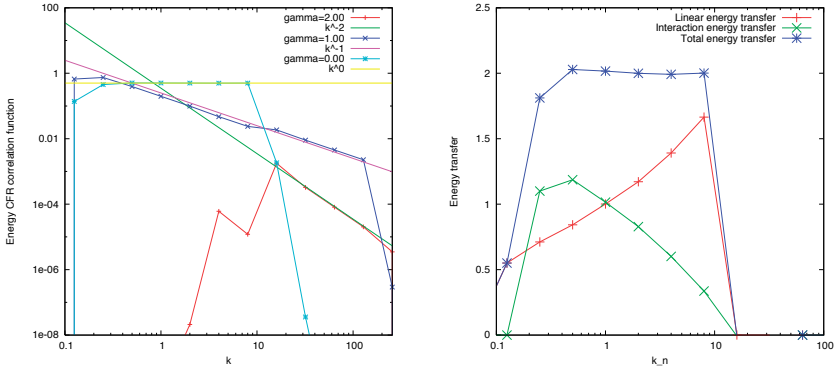 100
1
0.01
1e-04
1e-06
1e-08
0.1
1
10
100
k
Energy CFR correlation function
gamma=2.00
k^-2
gamma=1.00
k^-1
gamma=0.00
k^0
2.5
2
1.5
1
0.5
0
0.1
1
10
100
k_n
Energy transfer
Linear energy transfer
Interaction energy transfer
Total energy transfer